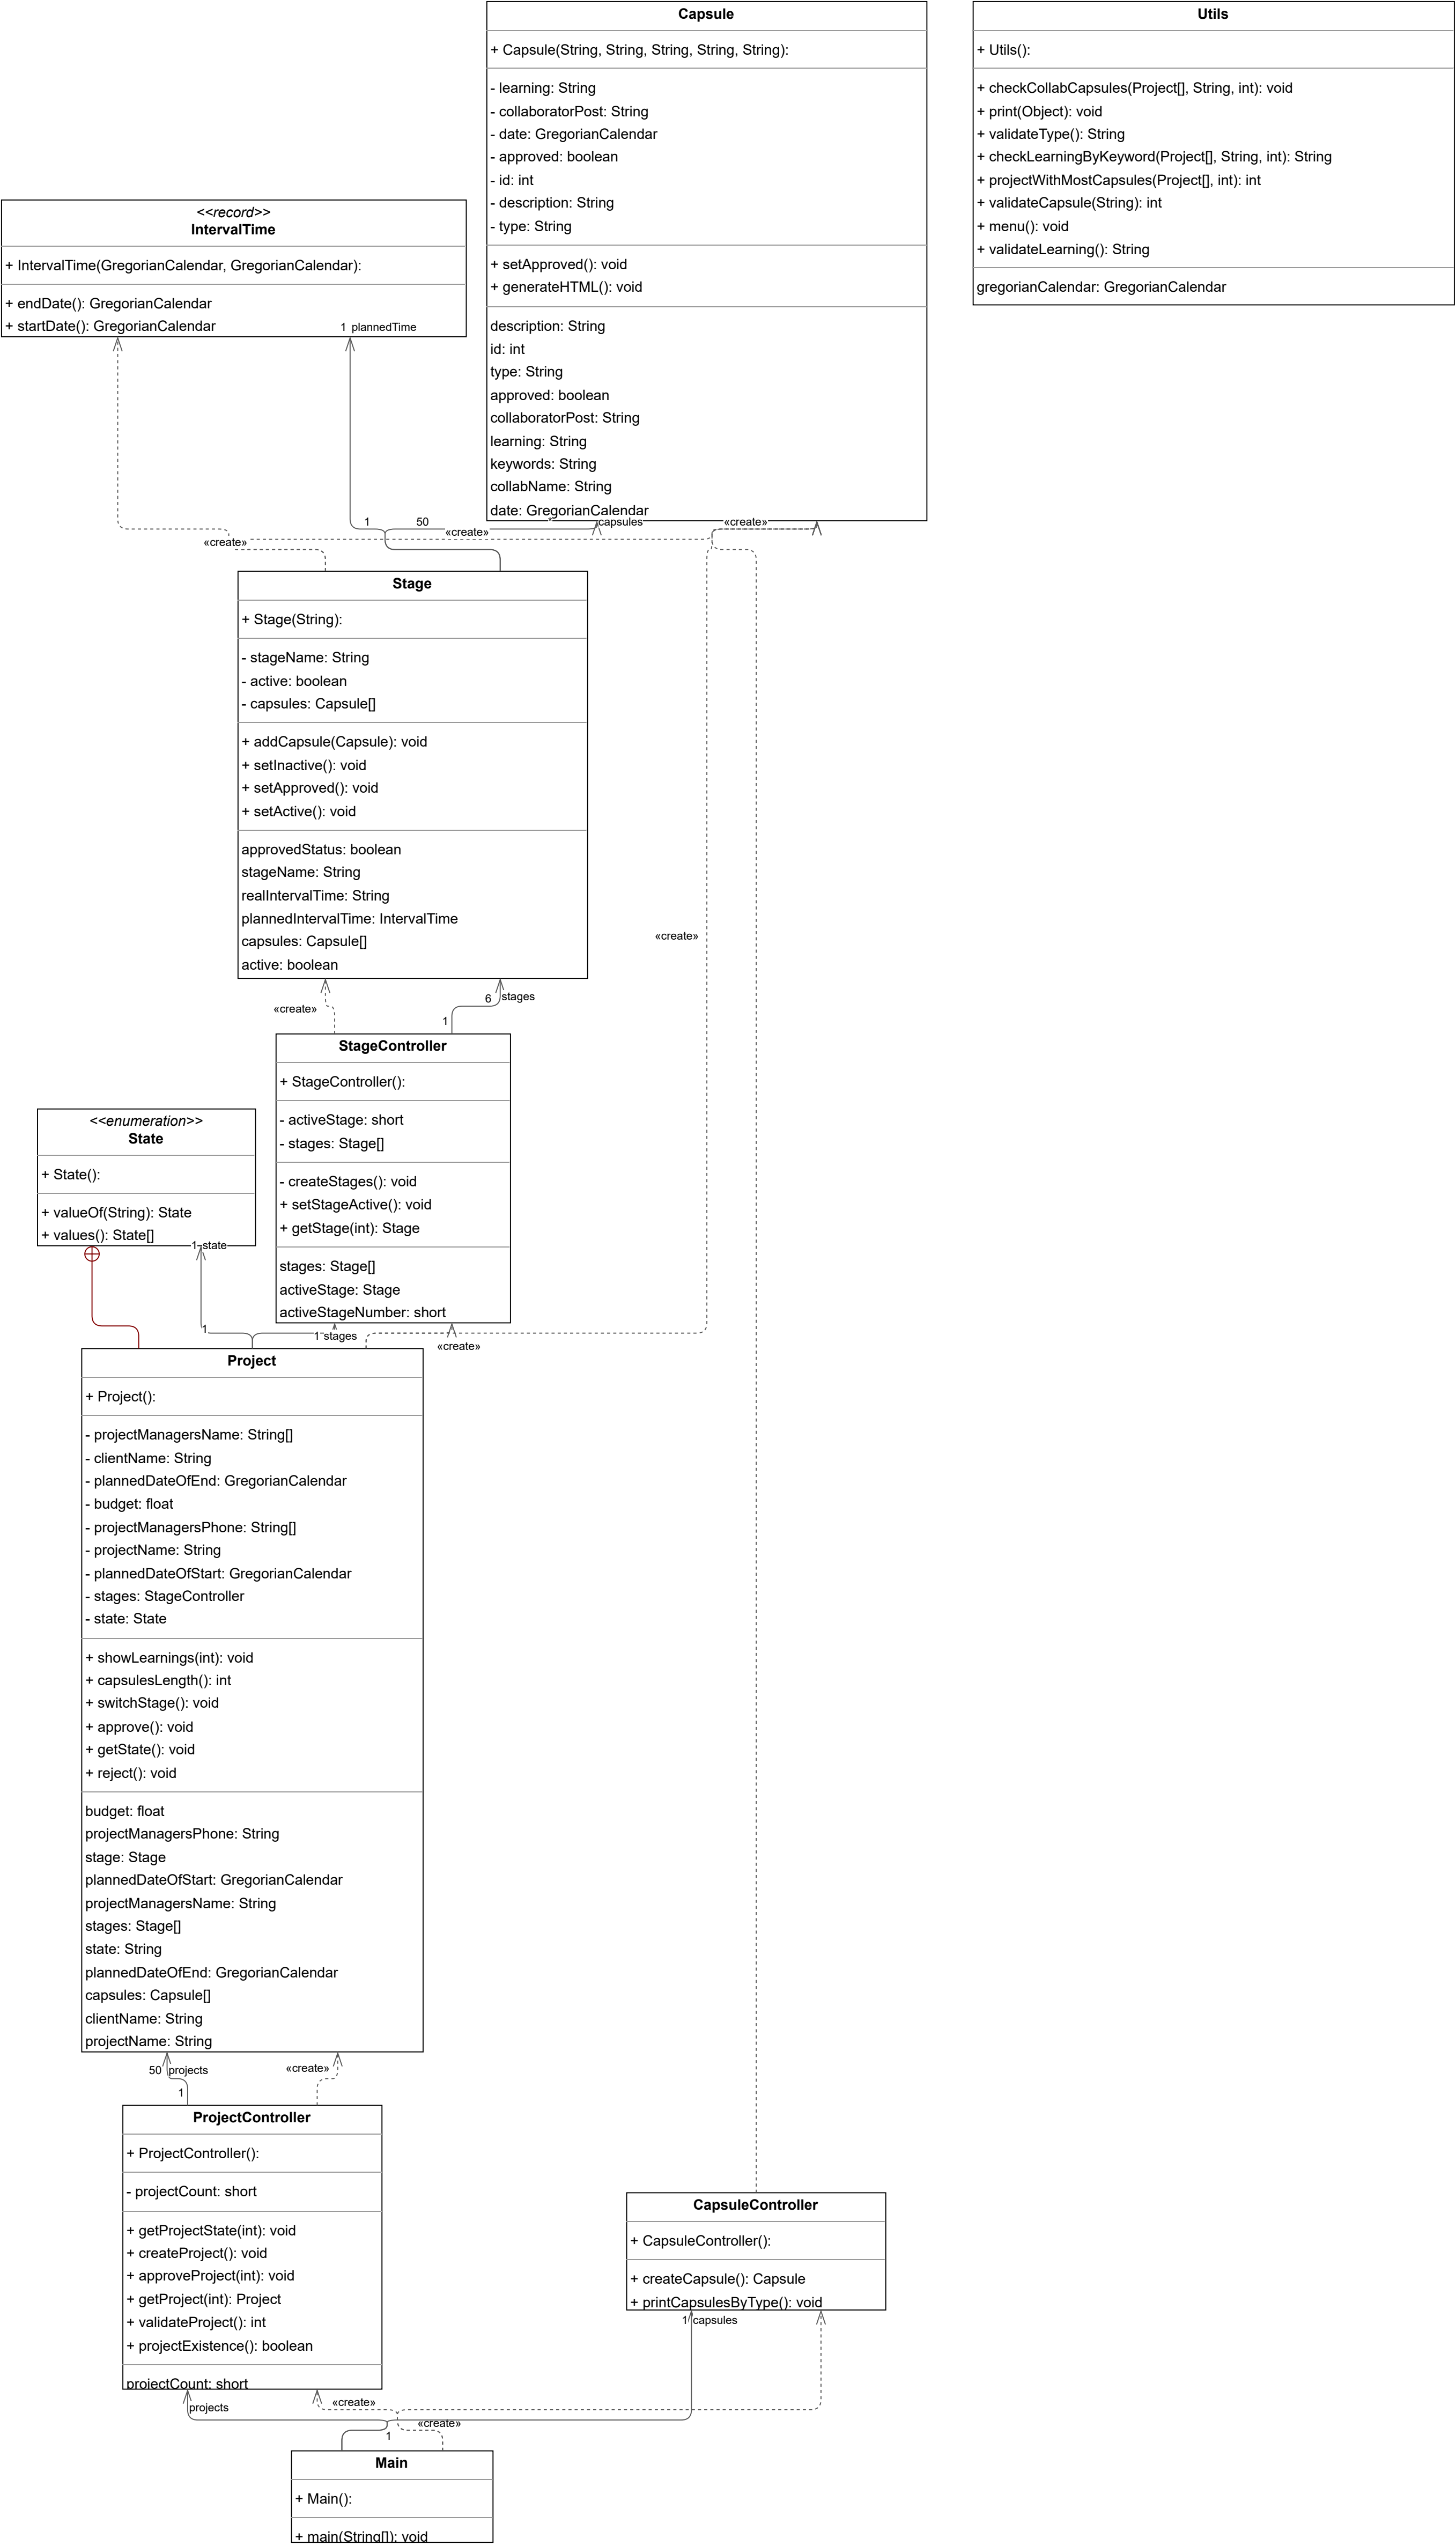 Capsule
+ Capsule(String, String, String, String, String):
- learning: String
- collaboratorPost: String
- date: GregorianCalendar
- approved: boolean
- id: int
- description: String
- type: String
+ setApproved(): void
+ generateHTML(): void
description: String
id: int
type: String
approved: boolean
collaboratorPost: String
learning: String
keywords: String
collabName: String
date: GregorianCalendar
Utils
+ Utils():
+ checkCollabCapsules(Project[], String, int): void
+ print(Object): void
+ validateType(): String
+ checkLearningByKeyword(Project[], String, int): String
+ projectWithMostCapsules(Project[], int): int
+ validateCapsule(String): int
+ menu(): void
+ validateLearning(): String
gregorianCalendar: GregorianCalendar
<<record>>
IntervalTime
+ IntervalTime(GregorianCalendar, GregorianCalendar):
+ endDate(): GregorianCalendar
+ startDate(): GregorianCalendar
1 plannedTime
1
50
capsules
«create»
«create»
«create»
Stage
+ Stage(String):
- stageName: String
- active: boolean
- capsules: Capsule[]
+ addCapsule(Capsule): void
+ setInactive(): void
+ setApproved(): void
+ setActive(): void
approvedStatus: boolean
stageName: String
realIntervalTime: String
plannedIntervalTime: IntervalTime
capsules: Capsule[]
active: boolean
«create»
«create»
6 stages
1
StageController
+ StageController():
- activeStage: short
- stages: Stage[]
- createStages(): void
+ setStageActive(): void
+ getStage(int): Stage
stages: Stage[]
activeStage: Stage
activeStageNumber: short
<<enumeration>>
State
+ State():
+ valueOf(String): State
+ values(): State[]
1 state
1
1 stages
«create»
Project
+ Project():
- projectManagersName: String[]
- clientName: String
- plannedDateOfEnd: GregorianCalendar
- budget: float
- projectManagersPhone: String[]
- projectName: String
- plannedDateOfStart: GregorianCalendar
- stages: StageController
- state: State
+ showLearnings(int): void
+ capsulesLength(): int
+ switchStage(): void
+ approve(): void
+ getState(): void
+ reject(): void
budget: float
projectManagersPhone: String
stage: Stage
plannedDateOfStart: GregorianCalendar
projectManagersName: String
stages: Stage[]
state: String
plannedDateOfEnd: GregorianCalendar
capsules: Capsule[]
clientName: String
projectName: String
50 projects
1
«create»
ProjectController
+ ProjectController():
- projectCount: short
+ getProjectState(int): void
+ createProject(): void
+ approveProject(int): void
+ getProject(int): Project
+ validateProject(): int
+ projectExistence(): boolean
projectCount: short
CapsuleController
+ CapsuleController():
+ createCapsule(): Capsule
+ printCapsulesByType(): void
1 capsules
projects
«create»
«create»
1
Main
+ Main():
+ main(String[]): void